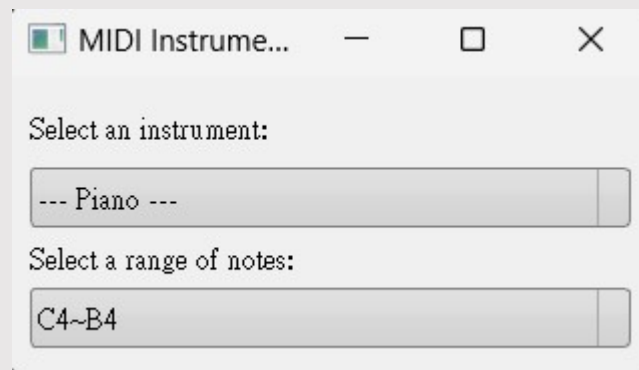 MIDI Instrume...
Select an instrument:
--- Piano ---
Select a range of notes:
C4~B4